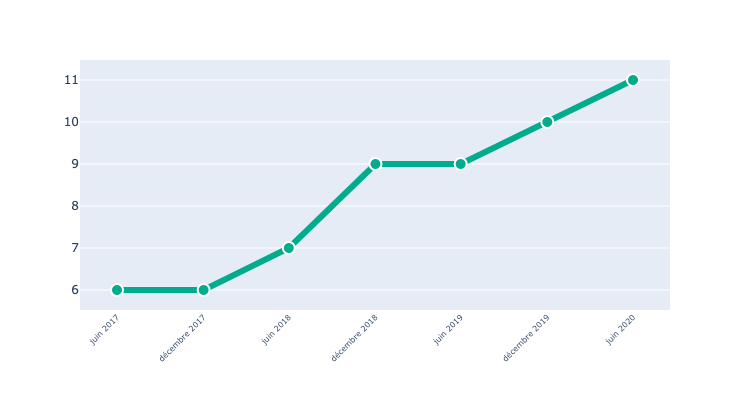 11
10
9
8
7
6
juin 2017
décembre 2017
juin 2018
décembre 2018
juin 2019
décembre 2019
juin 2020